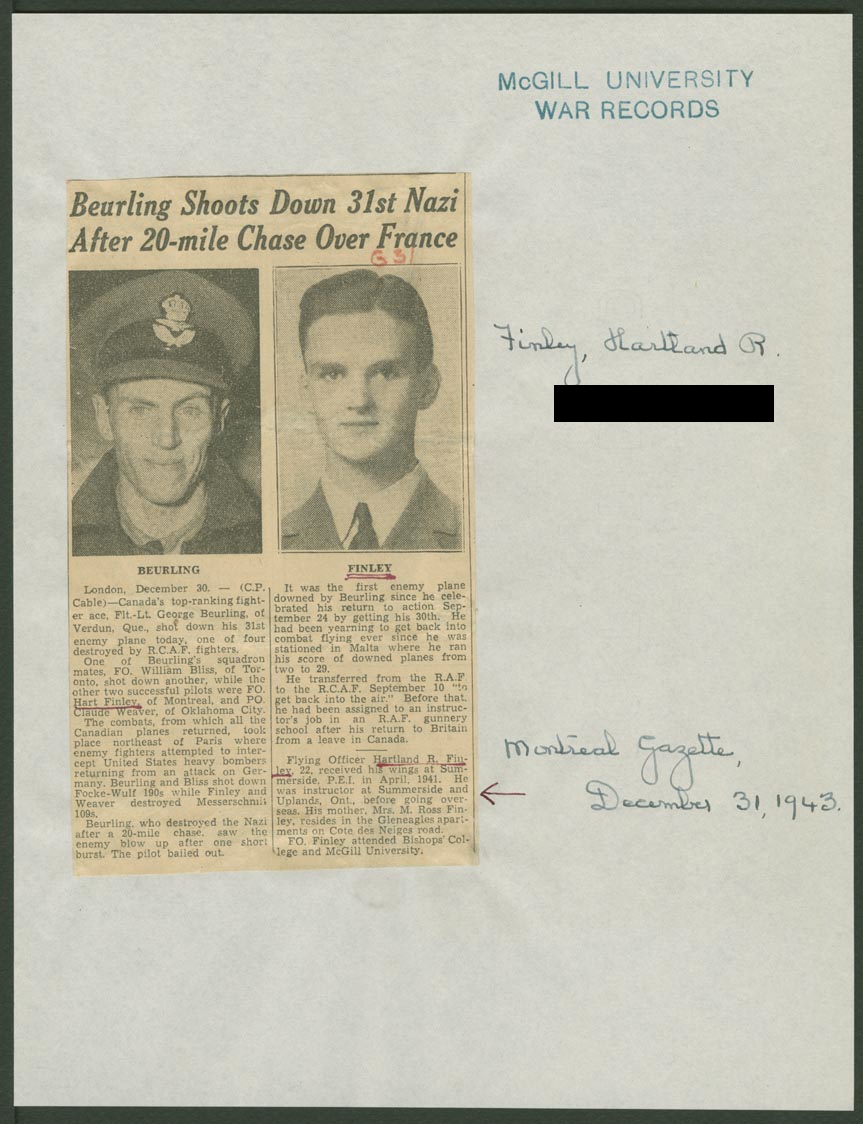 McGILL UNIVERSITY
WAR RECORDS
Beurling Shoots Down 31st Nazi
After 20-mile Chase Over France
G 31
BEURLING
London, December 30. — (C.P.
Cable)—Canada's top-ranking fight-
er ace, Flt.-Lt. George Beurling, of
Verdun, Que., shot down his 31st
enemy plane today, one of four
destroyed by R.C.A.F. fighters.
One of Beurling's squadron
mates, FO. William Bliss, of Tor-
onto, shot down another, while the
other two successful pilots were FO.
Hart Finley, of Montreal, and PO.
Claude Weaver, of Oklahoma City.
The combats, from which all the
Canadian planes returned, took
place northeast of Paris where
enemy fighters attempted to inter-
cept United States heavy bombers
returning from an attack on Ger-
many. Beurling and Bliss shot down
Focke-Wulf 190s while Finley and
Weaver destroyed Messerschmitt
109s.
Beurling, who destroyed the Nazi
after a 20-mile chase, saw the
enemy blow up after one short
burst. The pilot bailed out.
FINLEY
It was the first enemy plane
downed by Beurling since he cele-
brated his return to action Sep-
tember 24 by getting his 30th. He
had been yearning to get back into
combat flying ever since he was
stationed in Malta where he ran
his score of downed planes from
two to 29.
He transferred from the R.A.F
to the R.C.A.F. September 10 "to
get back into the air." Before that,
he had been assigned to an instruc-
tor's job in an R.A.F. gunnery
school after his return to Britain
from a leave in Canada.
Flying Officer Hartland R. Fin-
ley, 22, received his wings at Sum-
merside, P.E.I. in April, 1941. He
was instructor at Summerside and
Uplands, Ont., before going over-
seas. His mother, Mrs. M. Ross Fin-
ley, resides in the Gleneagles apart-
ments on Cote des Neiges road.
FO. Finley attended Bishops' Col-
lege and McGill University.
Finley, Hartland R.
Montreal Gazette,
December 31, 1943.